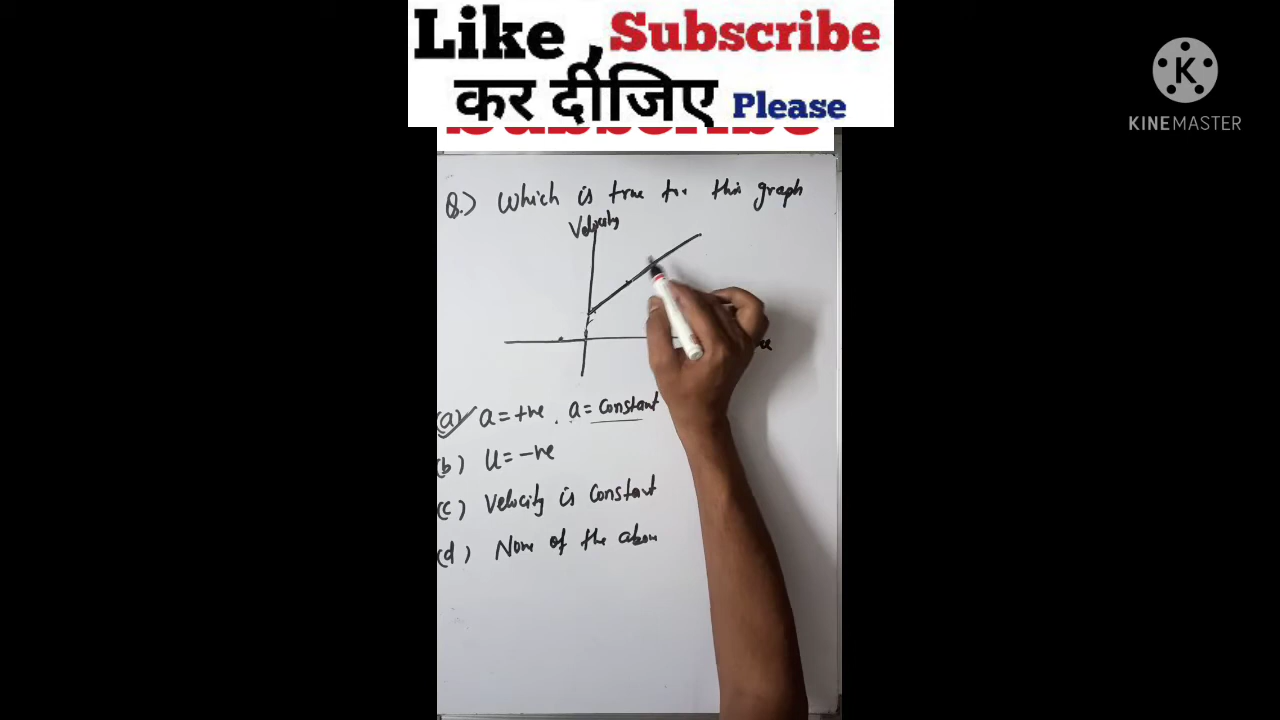 Like , Subscribe
कर दीजिए Please
KINEMASTER
Q.) Which is true for this graph
Velocity
(a) a = +ve . a = Constant
(b) u = -ve
(c) Velocity is Constant
(d) None of the above